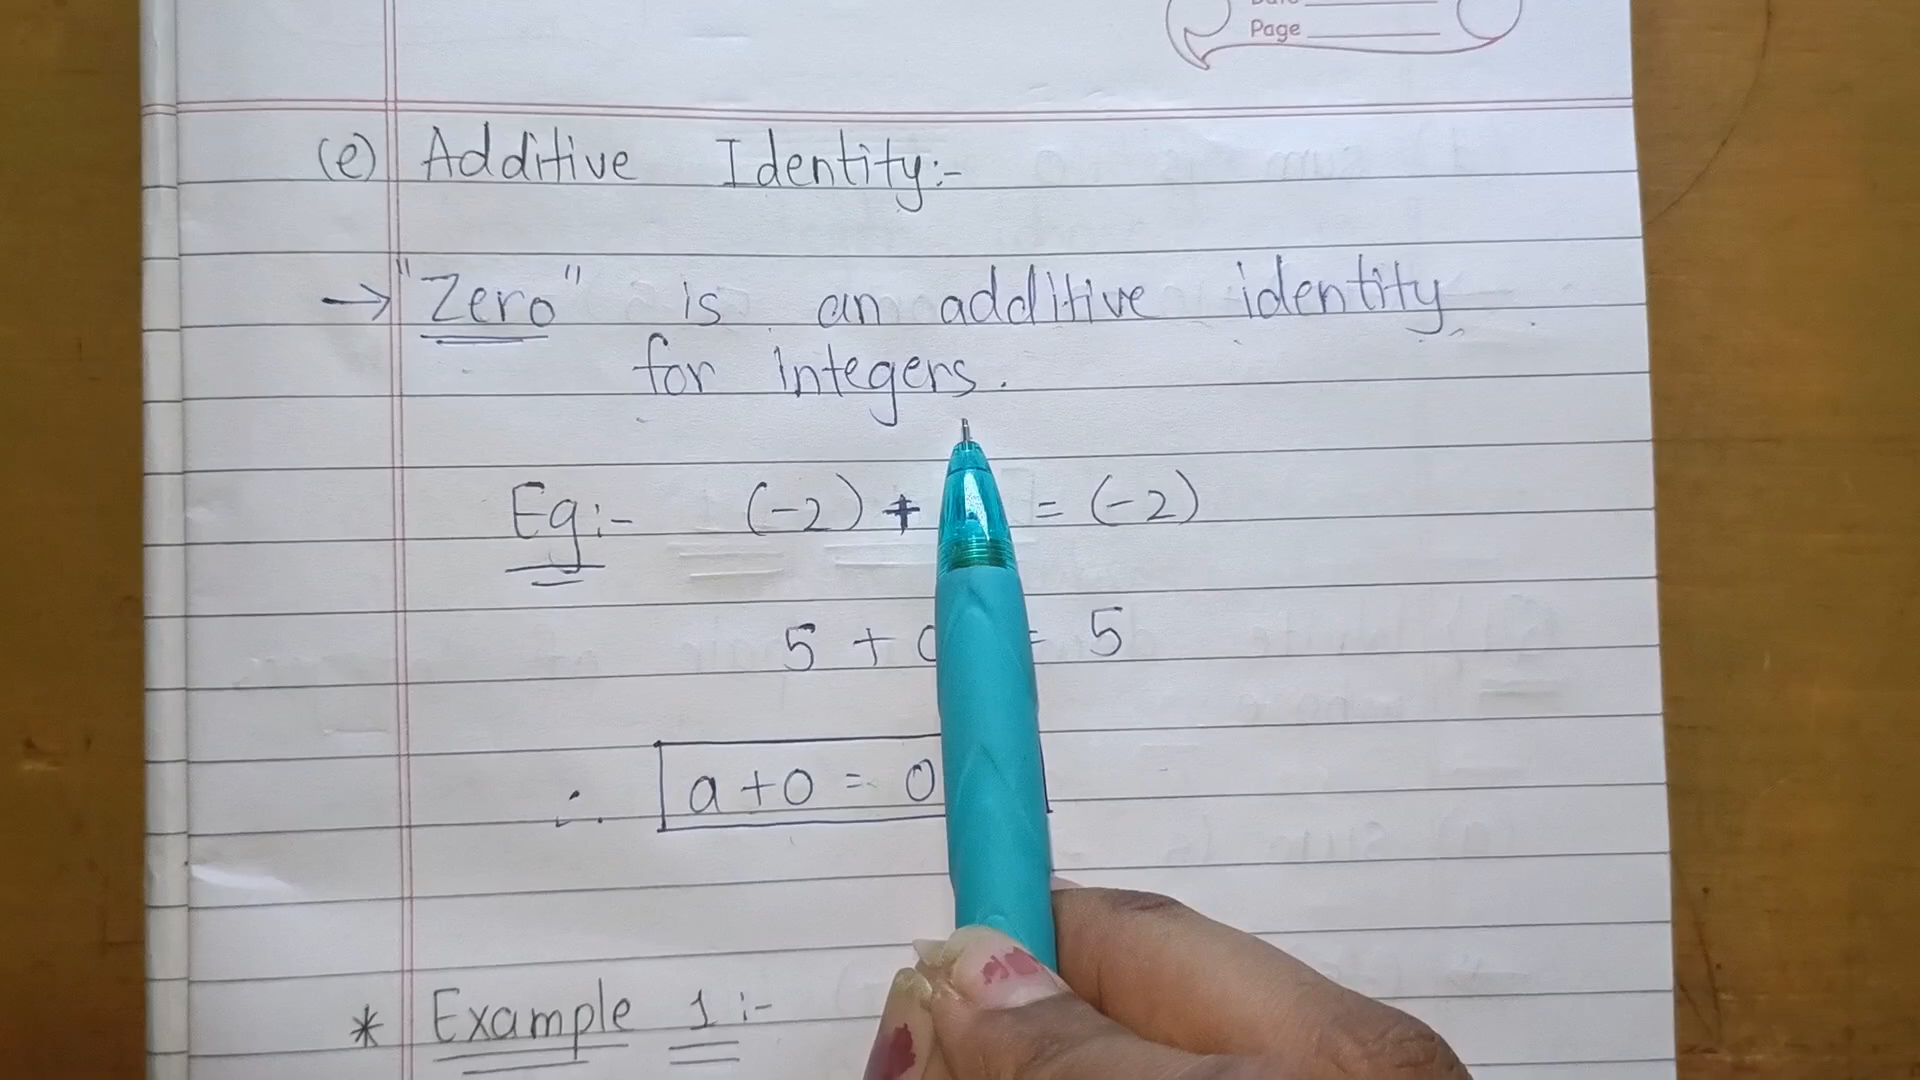 Page
(e) Additive Identity:-
→ "Zero" is an additive identity
for integers.
Eg:- (-2) + = (-2)
5 + 0 = 5
∴ a+0 = 0
* Example 1:-